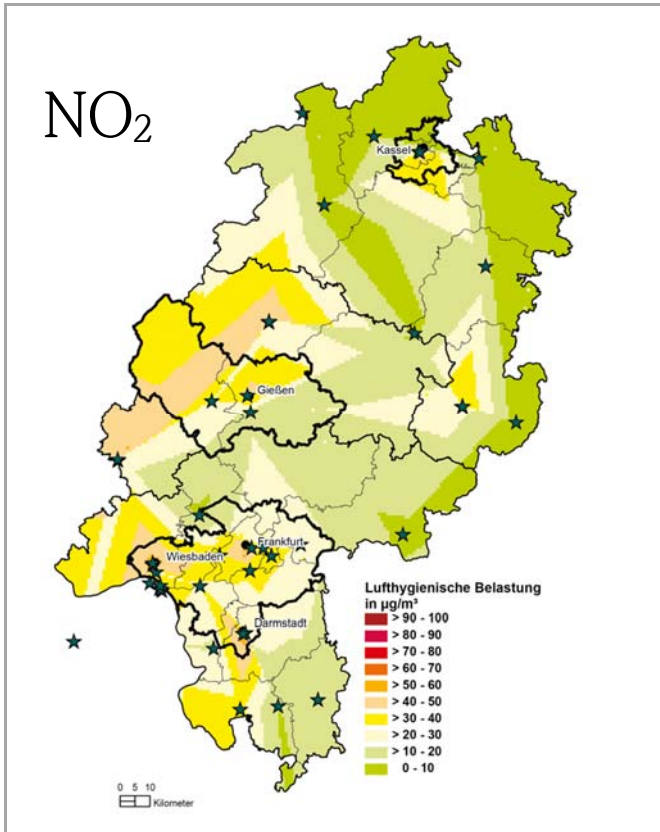 NO₂
Kassel
Gießen
Frankfurt
Wiesbaden
Darmstadt
Lufthygienische Belastung
in µg/m³
> 90 - 100
> 80 - 90
> 70 - 80
> 60 - 70
> 50 - 60
> 40 - 50
> 30 - 40
> 20 - 30
> 10 - 20
0 - 10
0 5 10
Kilometer